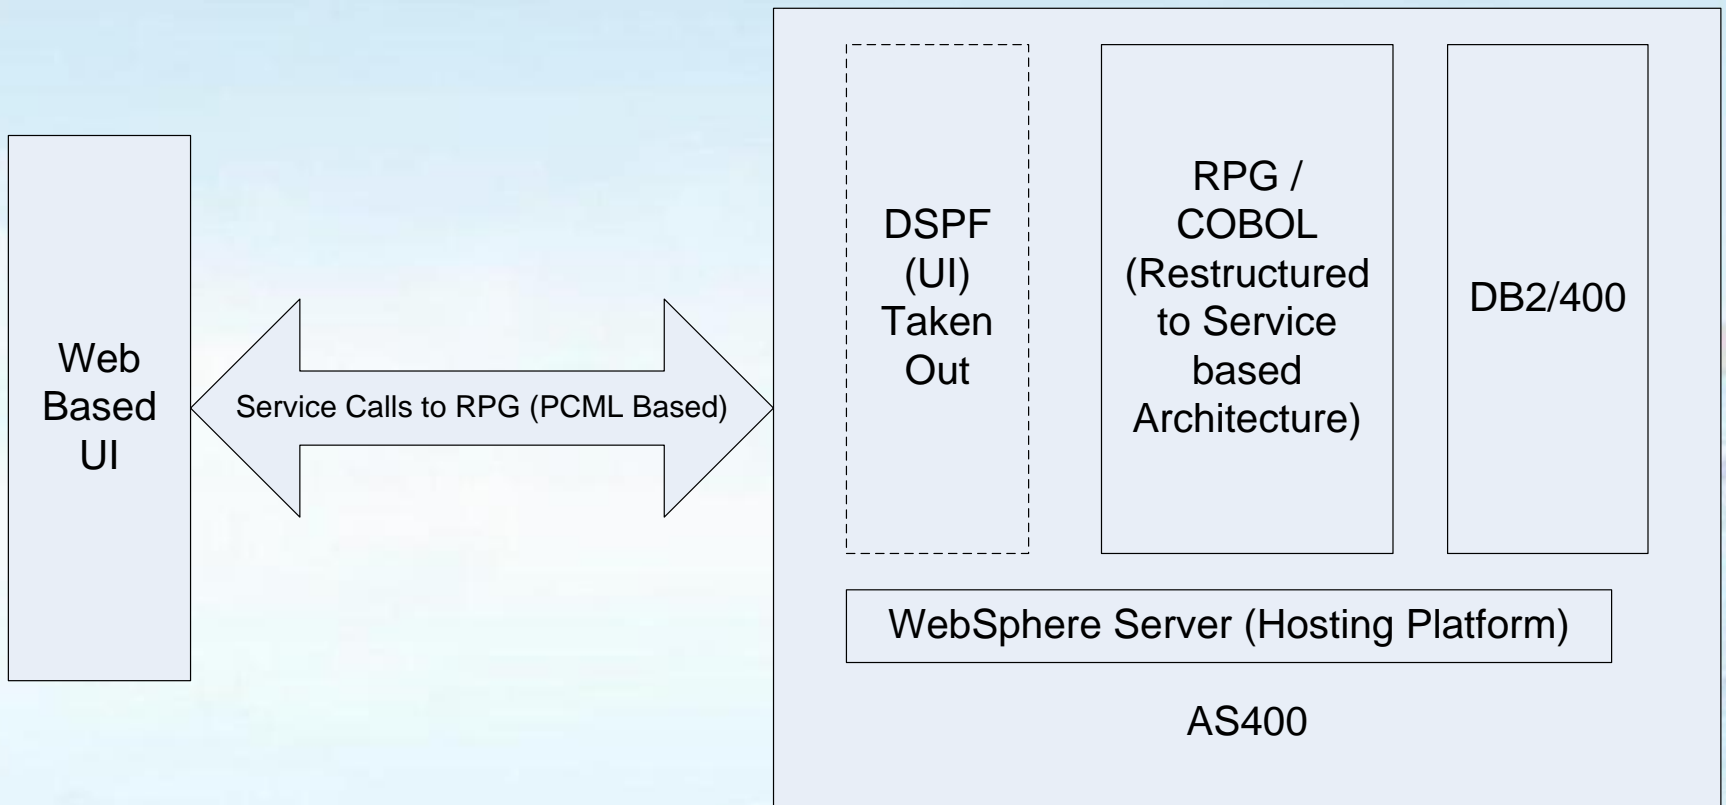 Web
Based
UI
Service Calls to RPG (PCML Based)
DSPF
(UI)
Taken
Out
RPG /
COBOL
(Restructured
to Service
based
Architecture)
DB2/400
WebSphere Server (Hosting Platform)
AS400